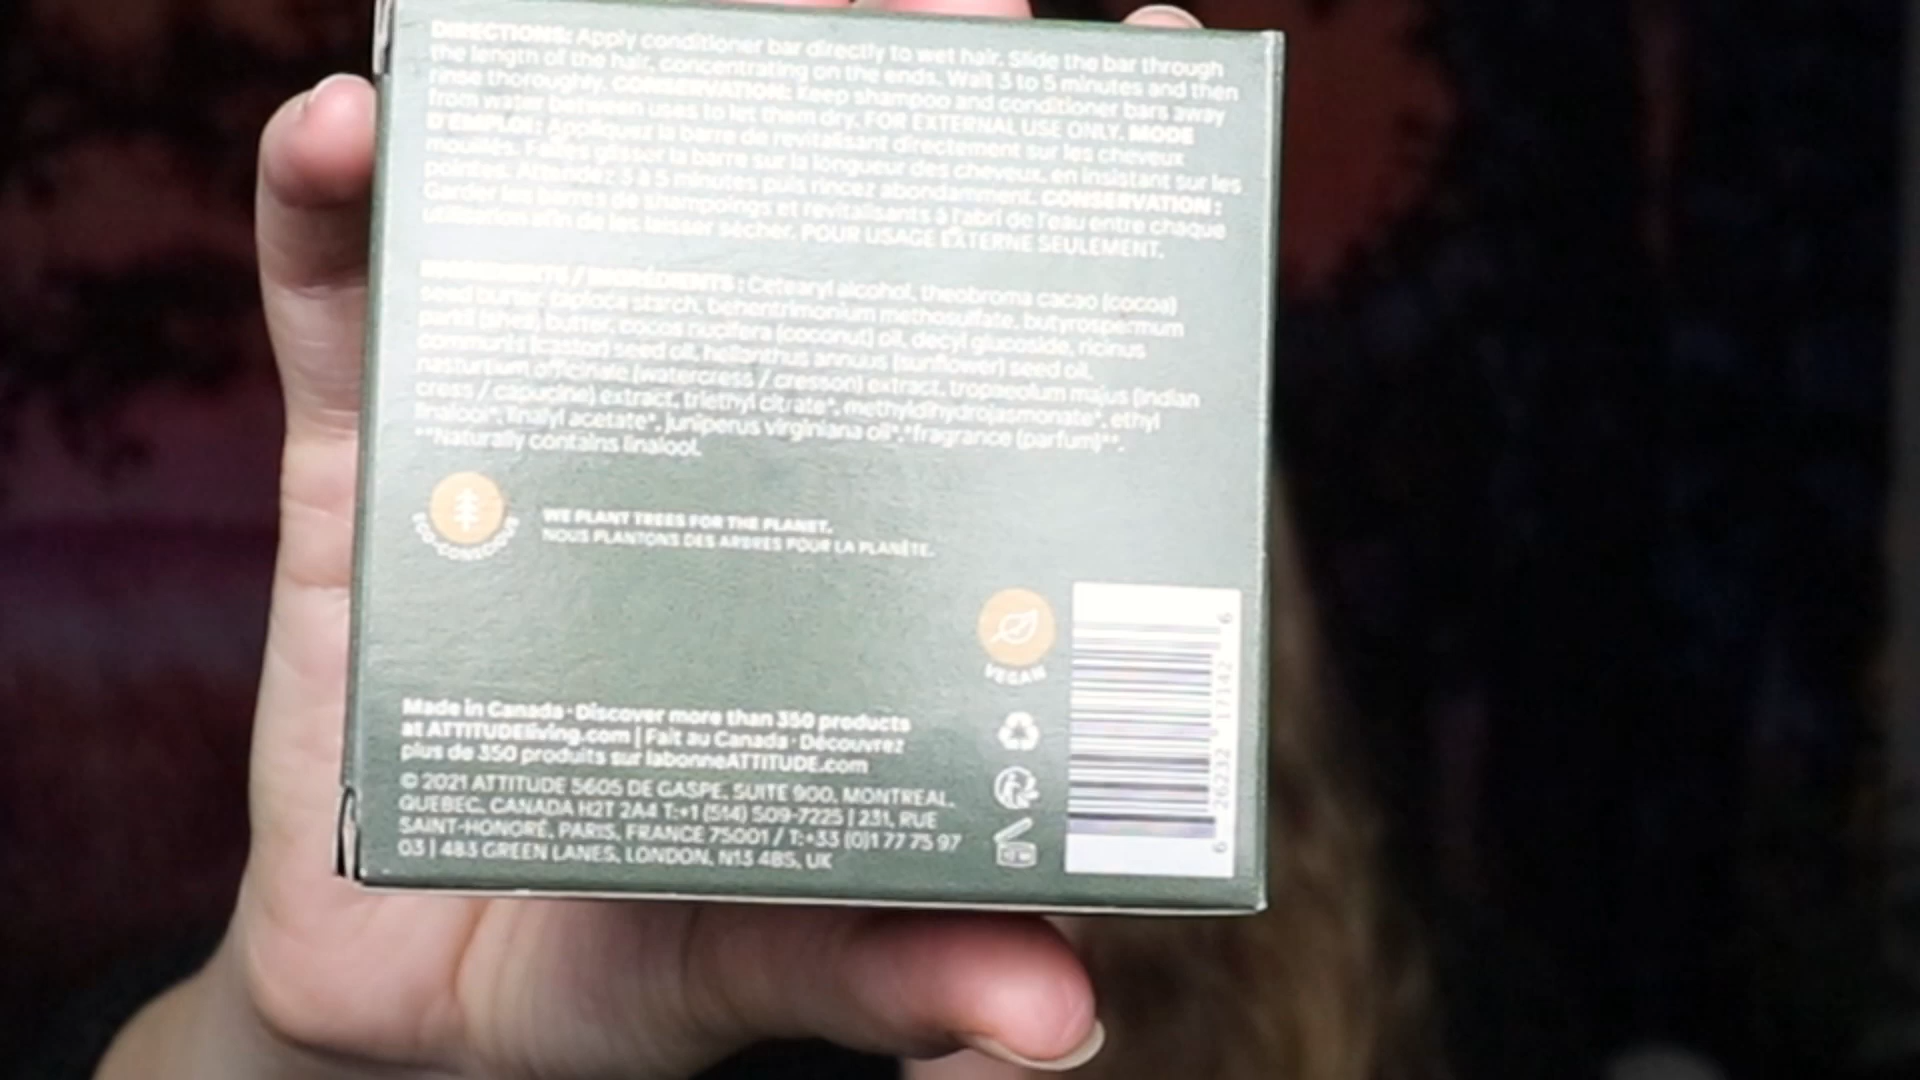 DIRECTIONS: Apply conditioner bar directly to wet hair. Slide the bar through
the length of the hair, concentrating on the ends. Wait 3 to 5 minutes and then
rinse thoroughly. CONSERVATION: Keep shampoo and conditioner bars away
from water between uses to let them dry. FOR EXTERNAL USE ONLY. MODE
D'EMPLOI : Appliquez la barre de revitalisant directement sur les cheveux
mouillés. Faites glisser la barre sur la longueur des cheveux, en insistant sur les
pointes. Attendez 3 à 5 minutes puis rincez abondamment. CONSERVATION :
Garder les barres de shampoings et revitalisants à l'abri de l'eau entre chaque
utilisation afin de les laisser sécher. POUR USAGE EXTERNE SEULEMENT.
INGREDIENTS / INGRÉDIENTS : Cetearyl alcohol, theobroma cacao (cocoa)
seed butter, tapioca starch, behentrimonium methosulfate, butyrospermum
parkii (shea) butter, cocos nucifera (coconut) oil, decyl glucoside, ricinus
communis (castor) seed oil, helianthus annuus (sunflower) seed oil,
nasturtium officinale (watercress / cresson) extract, tropaeolum majus (indian
cress / capucine) extract, triethyl citrate*, methyldihydrojasmonate*, ethyl
linalool*, linalyl acetate*, juniperus virginiana oil*,*fragrance (parfum)**.
**Naturally contains linalool.
ECO-CONSCIOUS
WE PLANT TREES FOR THE PLANET.
NOUS PLANTONS DES ARBRES POUR LA PLANÈTE.
VEGAN
Made in Canada · Discover more than 350 products
at ATTITUDEliving.com | Fait au Canada · Découvrez
plus de 350 produits sur labonneATTITUDE.com
© 2021 ATTITUDE 5605 DE GASPE, SUITE 900, MONTREAL,
QUEBEC, CANADA H2T 2A4 T:+1 (514) 509-7225 | 231, RUE
SAINT-HONORÉ, PARIS, FRANCE 75001 / T:+33 (0)1 77 75 97
03 | 483 GREEN LANES, LONDON, N13 4BS, UK
6 26232 17142 6